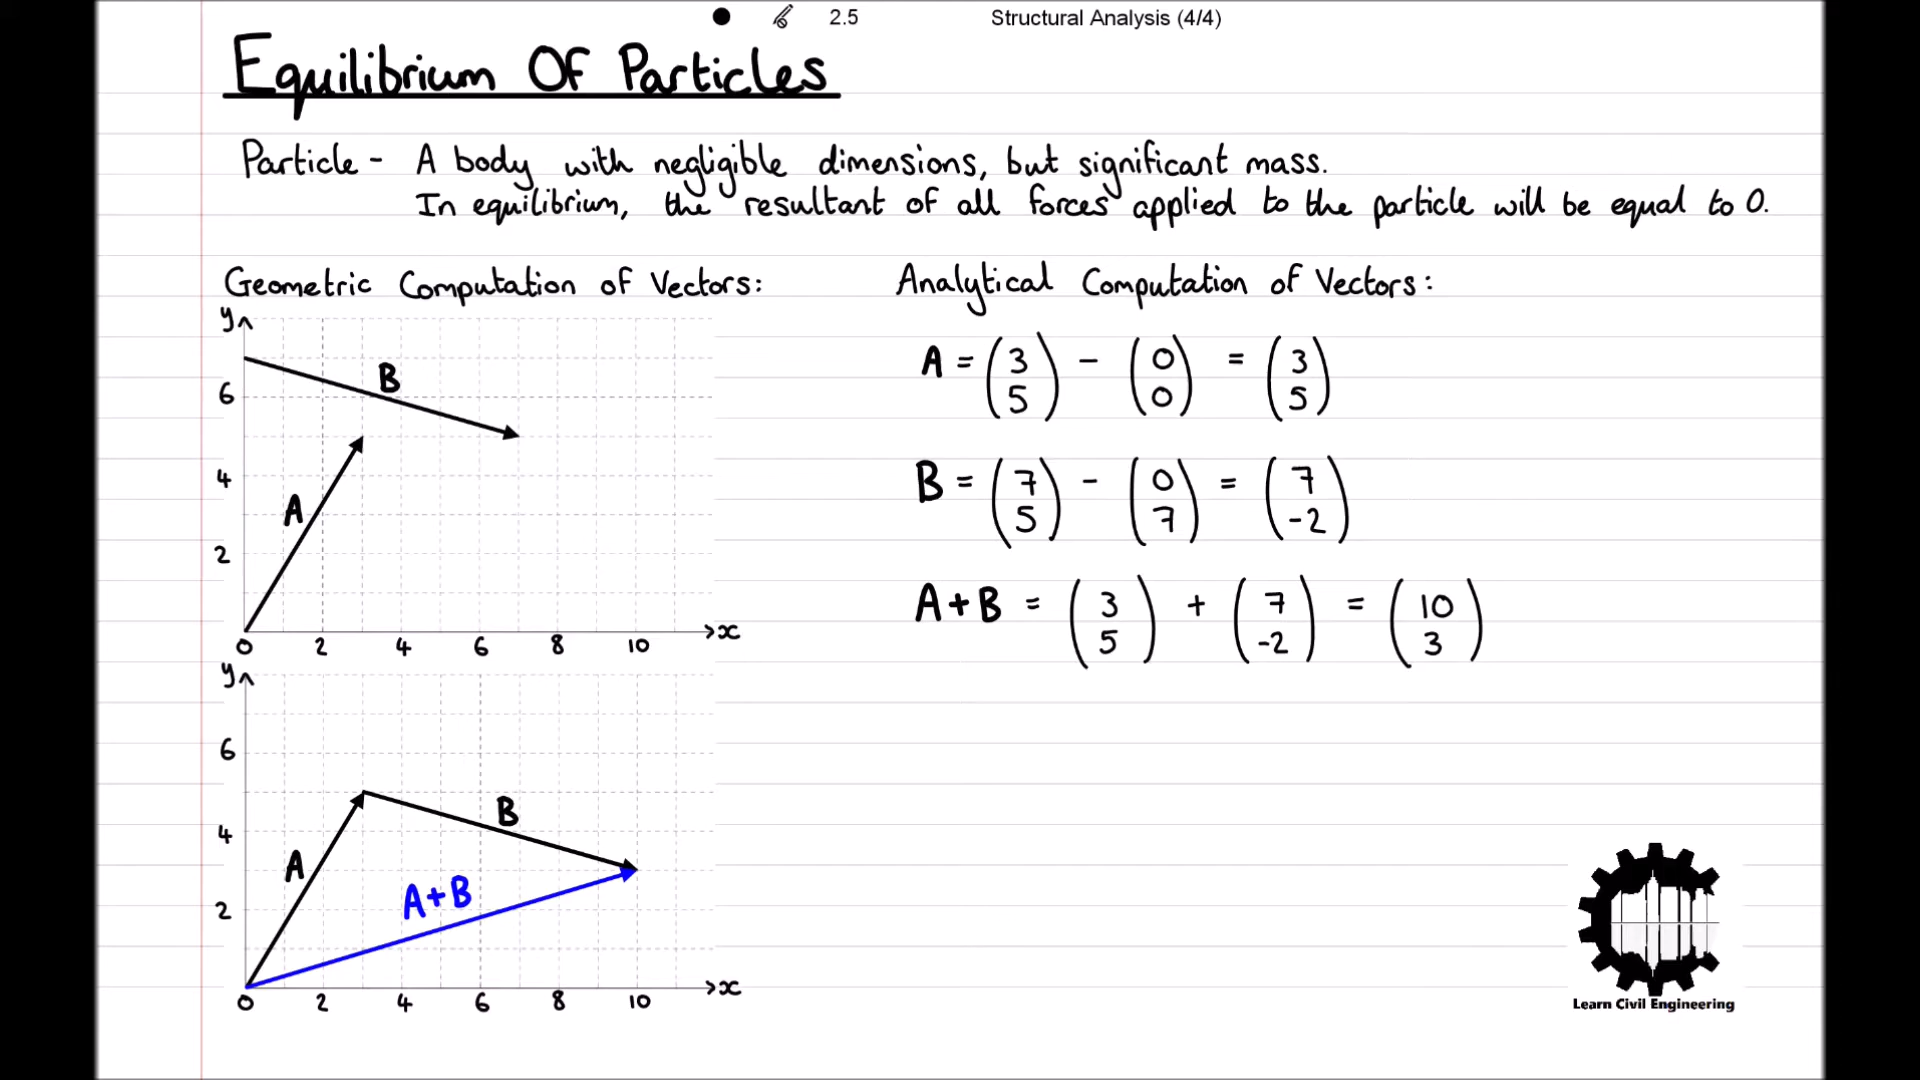 2.5 Structural Analysis (4/4)
Equilibrium Of Particles
Particle - A body with negligible dimensions, but significant mass.
In equilibrium, the resultant of all forces applied to the particle will be equal to 0.
Geometric Computation of Vectors:
y
6
4
2
0 2 4 6 8 10 x
B
A
y
6
4
2
0 2 4 6 8 10 x
B
A
A+B
Analytical Computation of Vectors:
A = (3 5) - (0 0) = (3 5)
B = (7 5) - (0 7) = (7 -2)
A+B = (3 5) + (7 -2) = (10 3)
Learn Civil Engineering